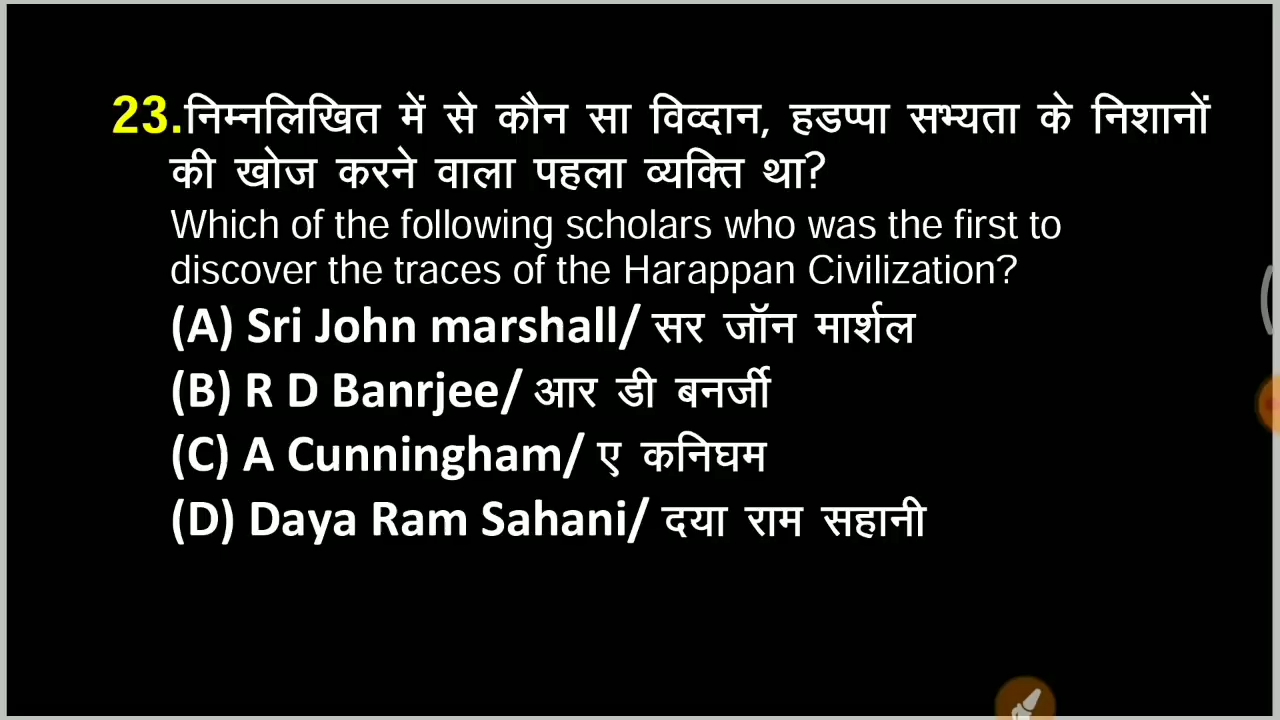 23.निम्नलिखित में से कौन सा विव्दान, हडप्पा सभ्यता के निशानों
की खोज करने वाला पहला व्यक्ति था?
Which of the following scholars who was the first to
discover the traces of the Harappan Civilization?
(A) Sri John marshall/ सर जॉन मार्शल
(B) R D Banrjee/ आर डी बनर्जी
(C) A Cunningham/ ए कनिघम
(D) Daya Ram Sahani/ दया राम सहानी